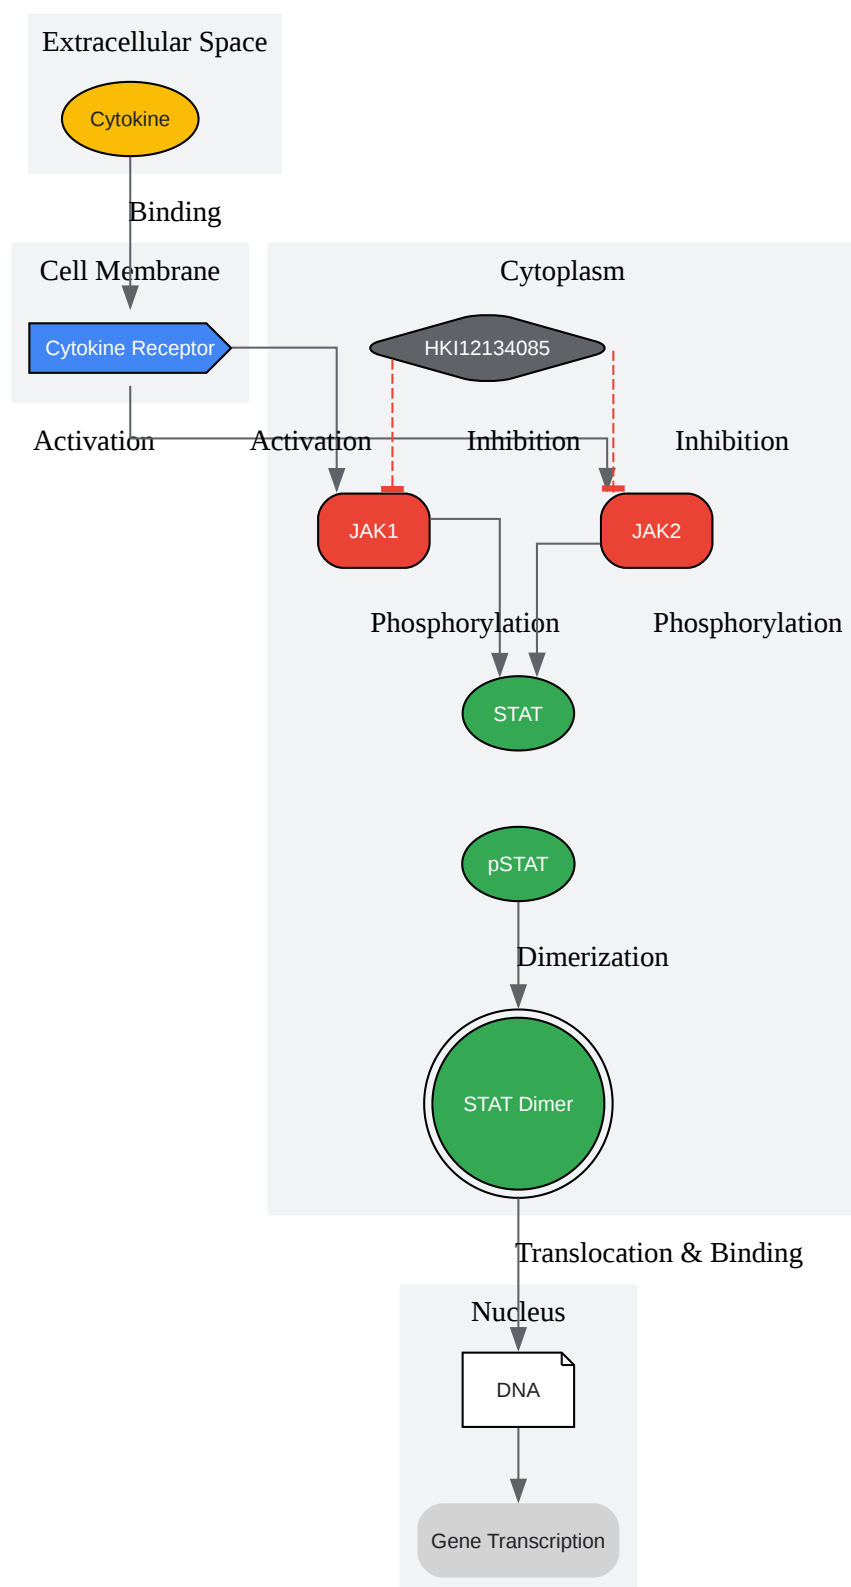 Extracellular Space
Cytokine
Binding
Cell Membrane
Cytoplasm
Cytokine Receptor
HKI12134085
Activation
Activation
Inhibition
Inhibition
JAK1
JAK2
Phosphorylation
Phosphorylation
STAT
pSTAT
Dimerization
STAT Dimer
Translocation & Binding
Nucleus
DNA
Gene Transcription